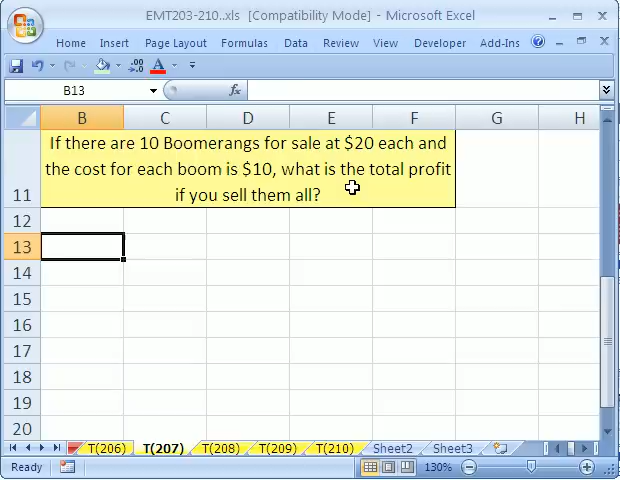 EMT203-210..xls [Compatibility Mode] - Microsoft Excel
Home Insert Page Layout Formulas Data Review View Developer Add-Ins
B13 fx
B C D E F G H
If there are 10 Boomerangs for sale at $20 each and
the cost for each boom is $10, what is the total profit
11 if you sell them all?
12
13
14
15
16
17
18
19
20
T(206) T(207) T(208) T(209) T(210) Sheet2 Sheet3
Ready 130%